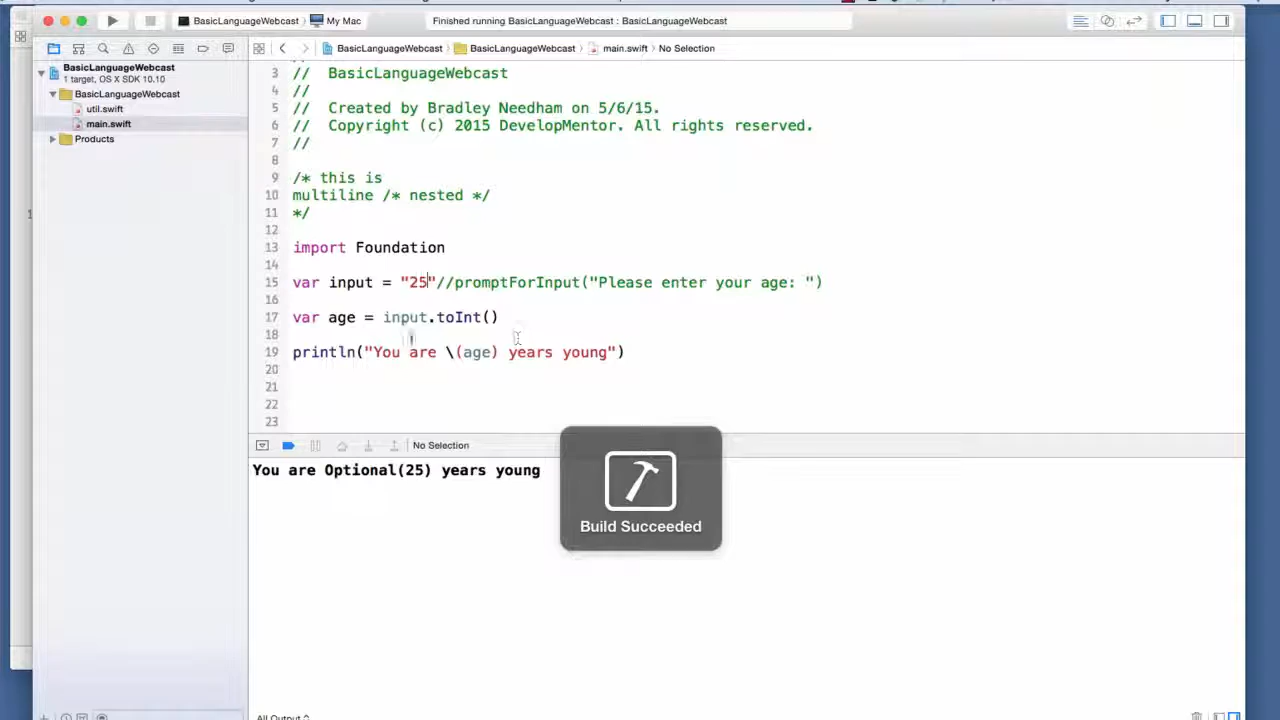 BasicLanguageWebcast My Mac Finished running BasicLanguageWebcast : BasicLanguageWebcast
BasicLanguageWebcast BasicLanguageWebcast main.swift No Selection
BasicLanguageWebcast
1 target, OS X SDK 10.10
BasicLanguageWebcast
util.swift
main.swift
Products
3 // BasicLanguageWebcast
4 //
5 // Created by Bradley Needham on 5/6/15.
6 // Copyright (c) 2015 DevelopMentor. All rights reserved.
7 //
8
9 /* this is
10 multiline /* nested */
11 */
12
13 import Foundation
14
15 var input = "25"//promptForInput("Please enter your age: ")
16
17 var age = input.toInt()
18
19 println("You are \(age) years young")
20
21
22
23
No Selection
You are Optional(25) years young
Build Succeeded
All Output